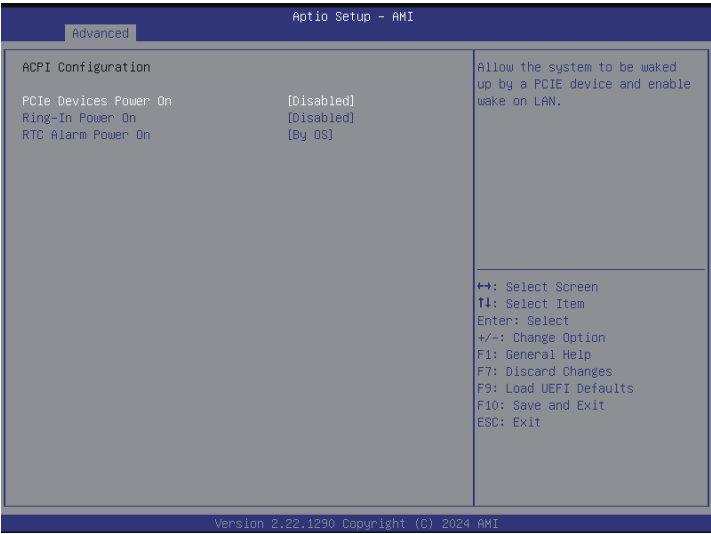 Aptio Setup – AMI
Advanced
ACPI Configuration
PCIe Devices Power On [Disabled]
Ring-In Power On [Disabled]
RTC Alarm Power On [By OS]
Allow the system to be waked
up by a PCIE device and enable
wake on LAN.
↔: Select Screen
↑↓: Select Item
Enter: Select
+/-: Change Option
F1: General Help
F7: Discard Changes
F9: Load UEFI Defaults
F10: Save and Exit
ESC: Exit
Version 2.22.1290 Copyright (C) 2024 AMI